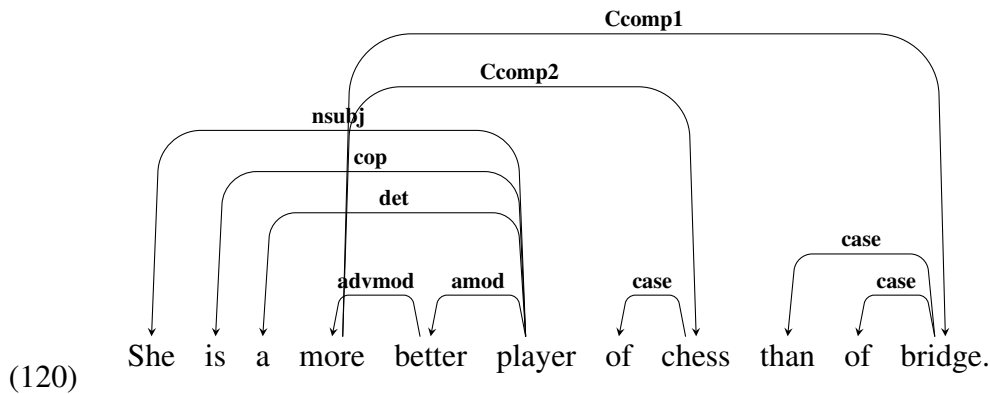 Ccomp1
Ccomp2
nsubj
cop
det
case
advmod amod case case
She is a more better player of chess than of bridge.
(120)